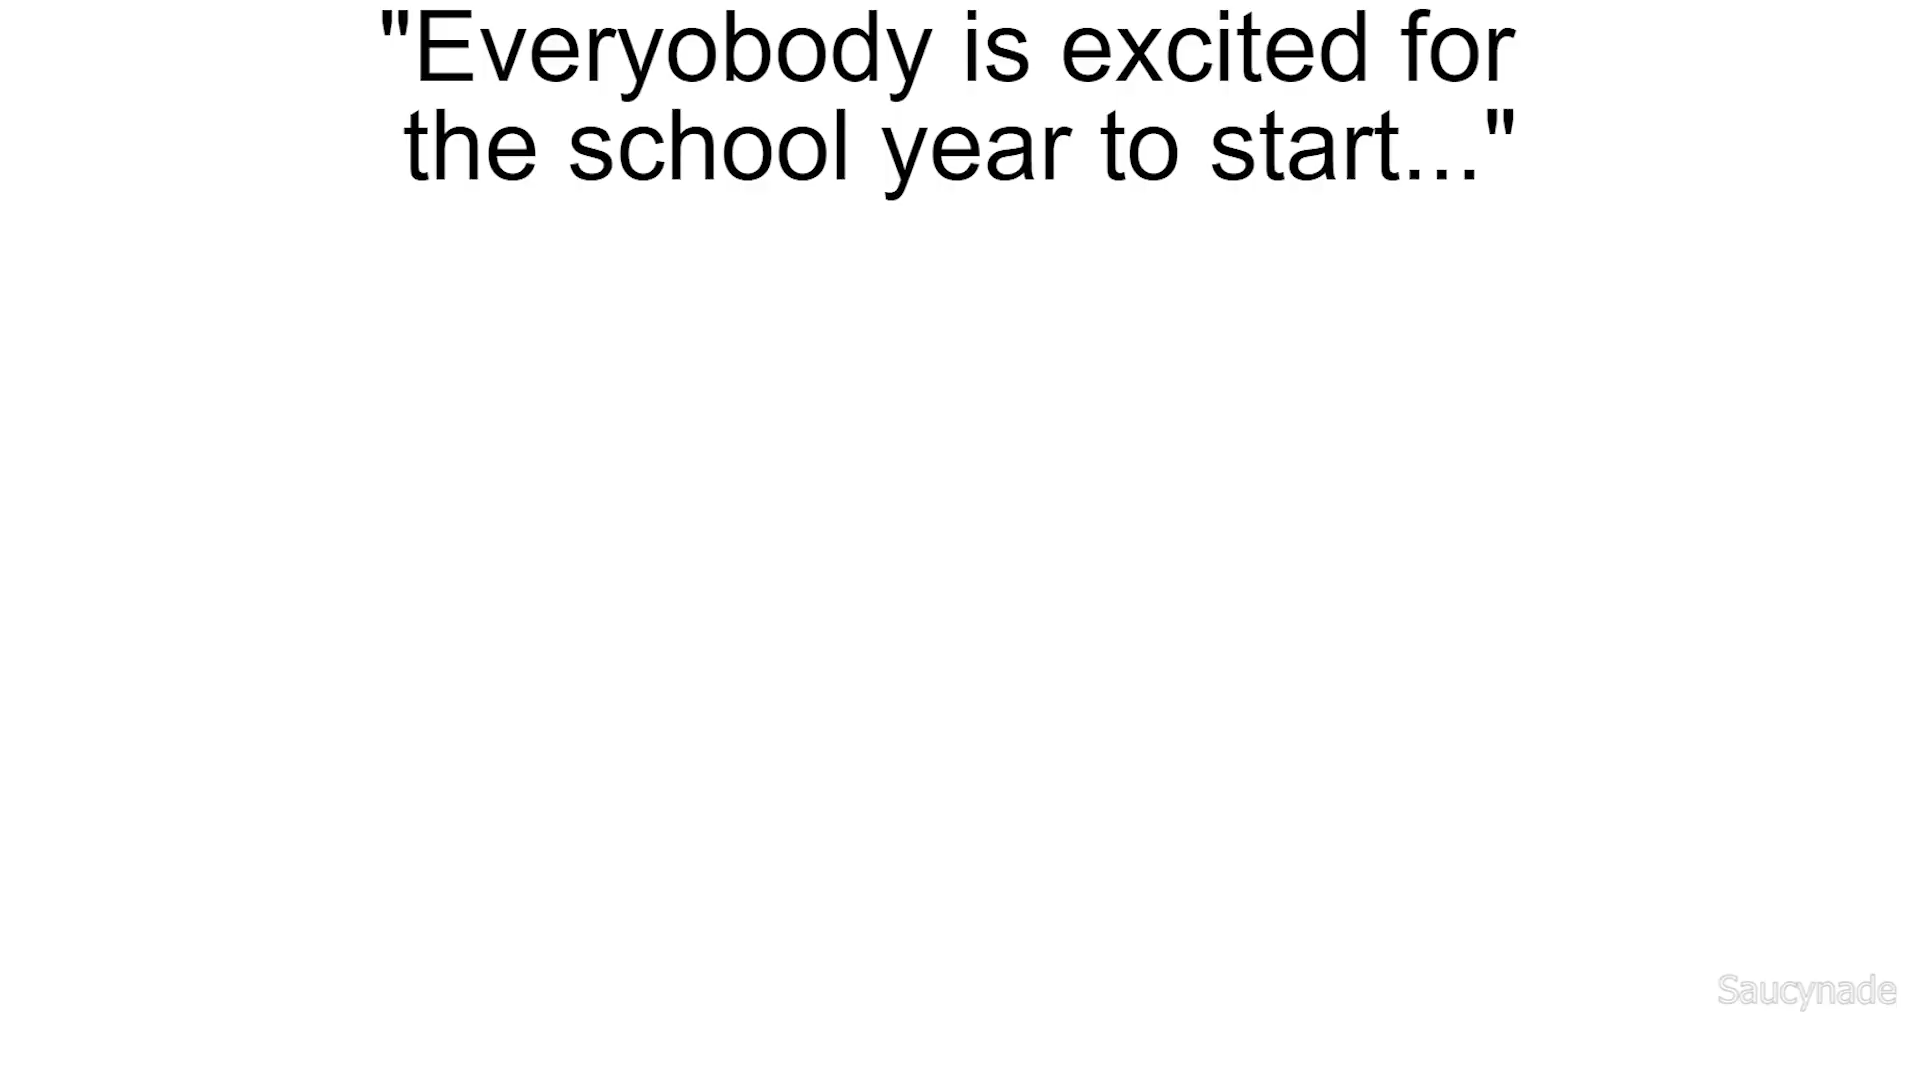 "Everyobody is excited for
the school year to start..."
Saucynade